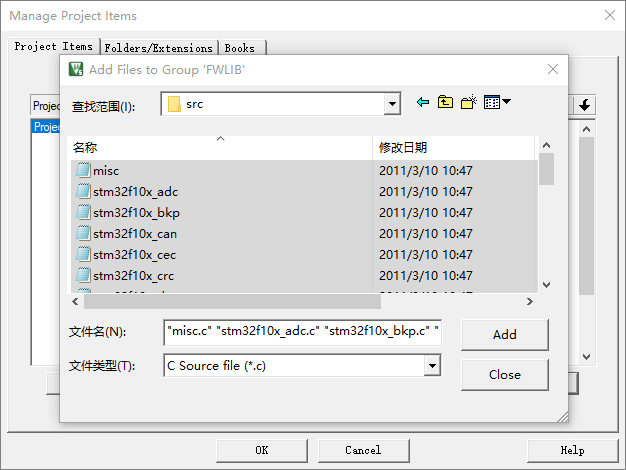 Manage Project Items
Project Items
Folders/Extensions
Books
Add Files to Group 'FWLIB'
Projec
查找范围(I):
src
Projec
名称
修改日期
misc
2011/3/10 10:47
stm32f10x_adc
2011/3/10 10:47
stm32f10x_bkp
2011/3/10 10:47
stm32f10x_can
2011/3/10 10:47
stm32f10x_cec
2011/3/10 10:47
stm32f10x_crc
2011/3/10 10:47
文件名(N):
"misc.c" "stm32f10x_adc.c" "stm32f10x_bkp.c" "
Add
文件类型(T):
C Source file (*.c)
Close
OK
Cancel
Help